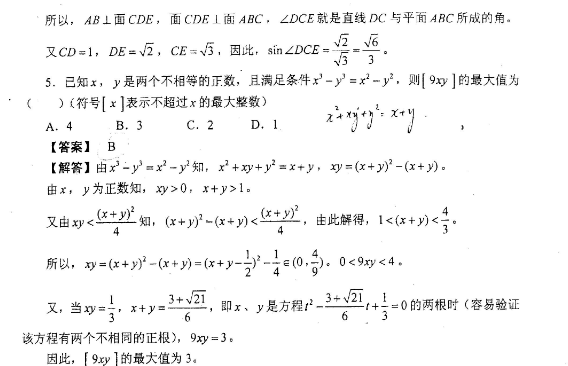 所以，AB⊥面CDE，面CDE⊥面ABC，∠DCE就是直线DC与平面ABC所成的角。
又CD=1，DE=√2，CE=√3，因此，sin∠DCE=√2/√3=√6/3。
5．已知x，y是两个不相等的正数，且满足条件x³-y³=x²-y²，则[9xy]的最大值为
（　　）（符号[x]表示不超过x的最大整数）
x²+xy+y²=x+y
A．4　　B．3　　C．2　　D．1
【答案】 B
【解答】由x³-y³=x²-y²知，x²+xy+y²=x+y，xy=(x+y)²-(x+y)。
由x，y为正数知，xy>0，x+y>1。
又由xy<(x+y)²/4知，(x+y)²-(x+y)<(x+y)²/4，由此解得，1<(x+y)<4/3。
所以，xy=(x+y)²-(x+y)=(x+y-1/2)²-1/4∈(0,4/9)。0<9xy<4。
又，当xy=1/3，x+y=(3+√21)/6，即x、y是方程t²-(3+√21)/6 t+1/3=0的两根时（容易验证
该方程有两个不相同的正根），9xy=3。
因此，[9xy]的最大值为3。